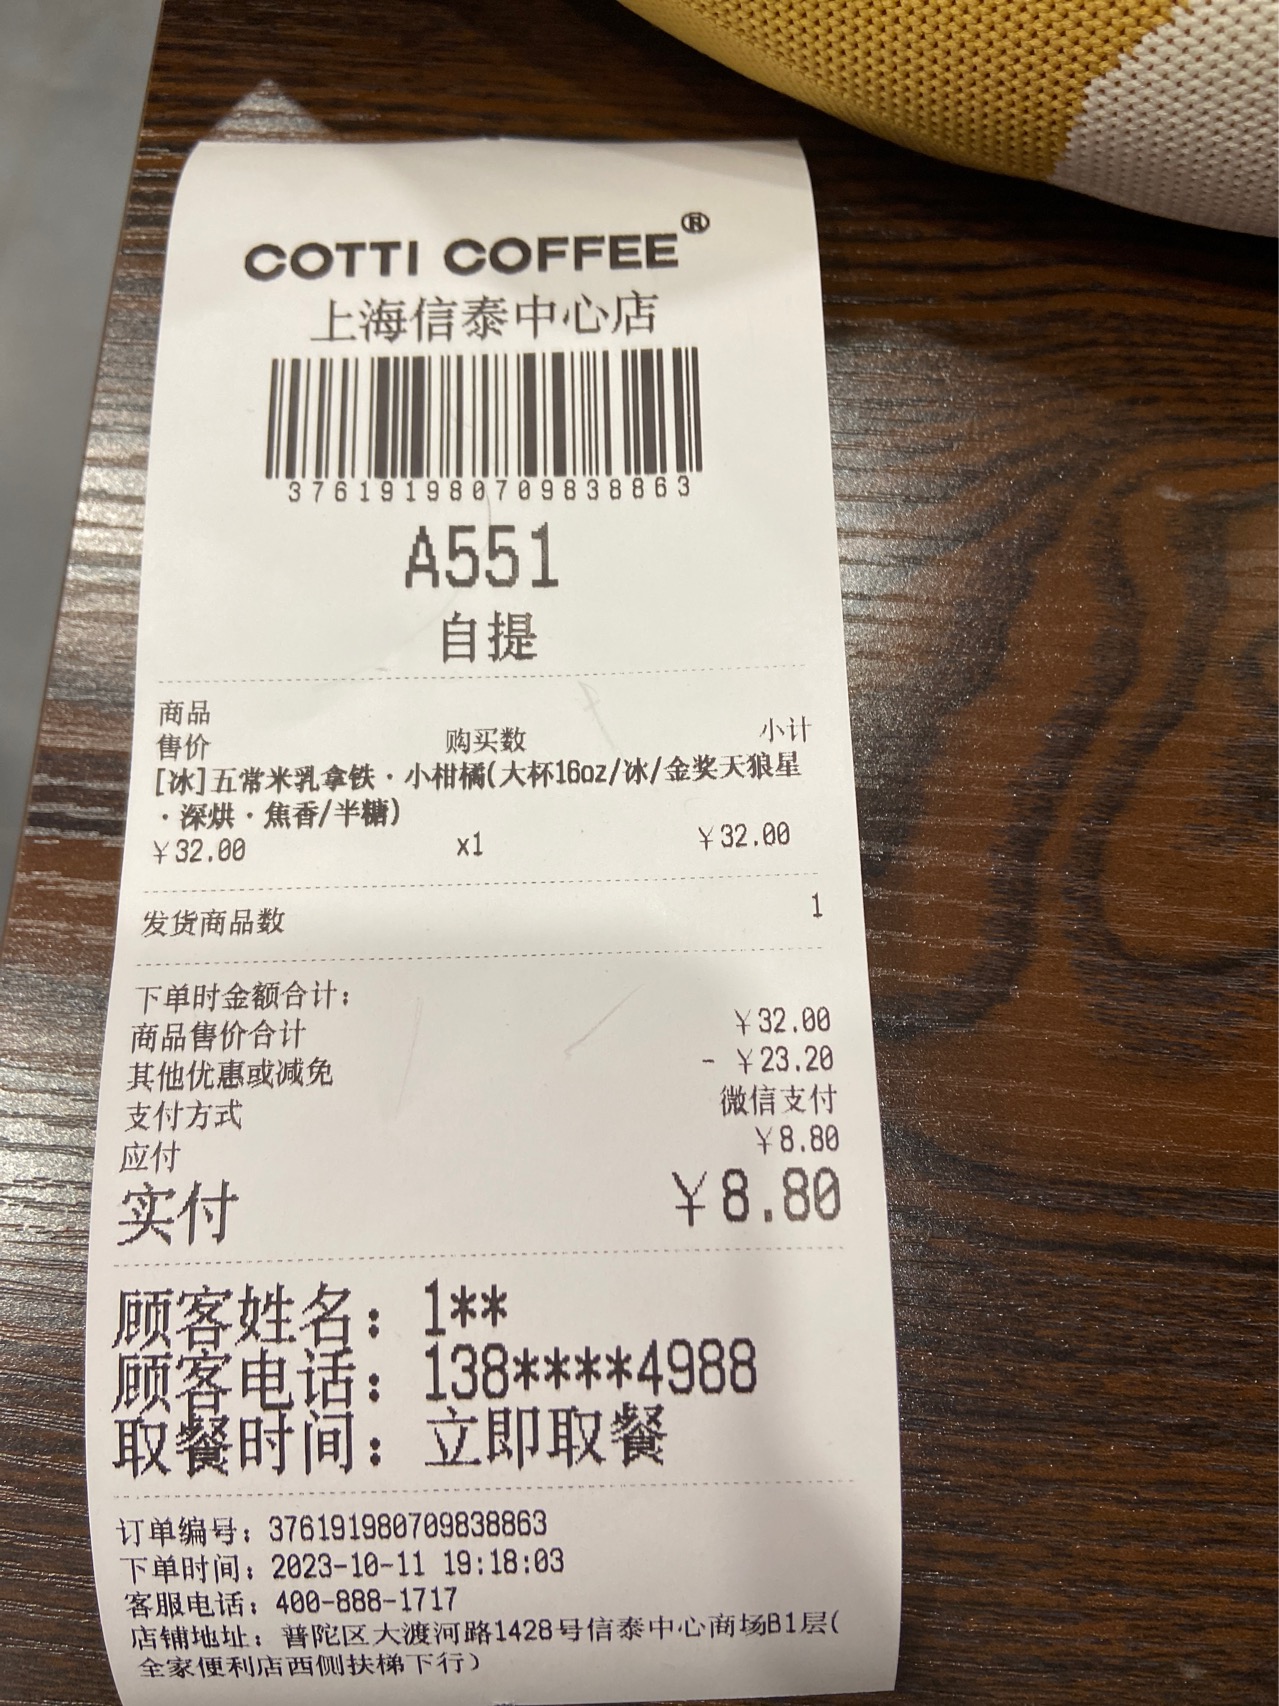 COTTI COFFEE®
上海信泰中心店
376191980709838863
A551
自提
商品
售价 购买数 小计
[冰]五常米乳拿铁·小柑橘(大杯16oz/冰/金奖天狼星
·深烘·焦香/半糖)
¥32.00 x1 ¥32.00
发货商品数 1
下单时金额合计:
商品售价合计 ¥32.00
其他优惠或减免 - ¥23.20
支付方式 微信支付
应付 ¥8.80
实付 ¥8.80
顾客姓名: 1**
顾客电话: 138****4988
取餐时间: 立即取餐
订单编号: 376191980709838863
下单时间: 2023-10-11 19:18:03
客服电话: 400-888-1717
店铺地址: 普陀区大渡河路1428号信泰中心商场B1层(
全家便利店西侧扶梯下行)